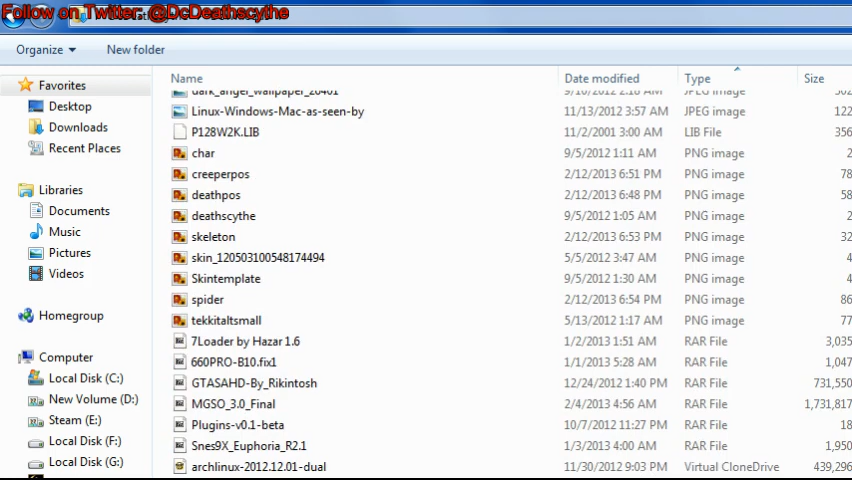 Follow on Twitter: @DcDeathscythe
Organize New folder
Name Date modified Type Size
Favorites
Desktop
Downloads
Recent Places
Libraries
Documents
Music
Pictures
Videos
Homegroup
Computer
Local Disk (C:)
New Volume (D:)
Steam (E:)
Local Disk (F:)
Local Disk (G:)
dark_angel_wallpaper_20401 9/10/2012 2:18 AM JPEG image 302
Linux-Windows-Mac-as-seen-by 11/13/2012 3:57 AM JPEG image 122
P128W2K.LIB 11/2/2001 3:00 AM LIB File 356
char 9/5/2012 1:11 AM PNG image 2
creeperpos 2/12/2013 6:51 PM PNG image 78
deathpos 2/12/2013 6:48 PM PNG image 58
deathscythe 9/5/2012 1:05 AM PNG image 2
skeleton 2/12/2013 6:53 PM PNG image 32
skin_120503100548174494 5/5/2012 3:47 AM PNG image 4
Skintemplate 9/5/2012 1:30 AM PNG image 4
spider 2/12/2013 6:54 PM PNG image 86
tekkitaltsmall 5/13/2012 1:17 AM PNG image 77
7Loader by Hazar 1.6 1/2/2013 1:51 AM RAR File 3,035
660PRO-B10.fix1 1/1/2013 5:28 AM RAR File 1,047
GTASAHD-By_Rikintosh 12/24/2012 1:40 PM RAR File 731,550
MGSO_3.0_Final 2/4/2013 4:56 AM RAR File 1,731,817
Plugins-v0.1-beta 10/7/2012 11:27 PM RAR File 18
Snes9X_Euphoria_R2.1 1/3/2013 4:00 AM RAR File 1,950
archlinux-2012.12.01-dual 11/30/2012 9:03 PM Virtual CloneDrive 439,296